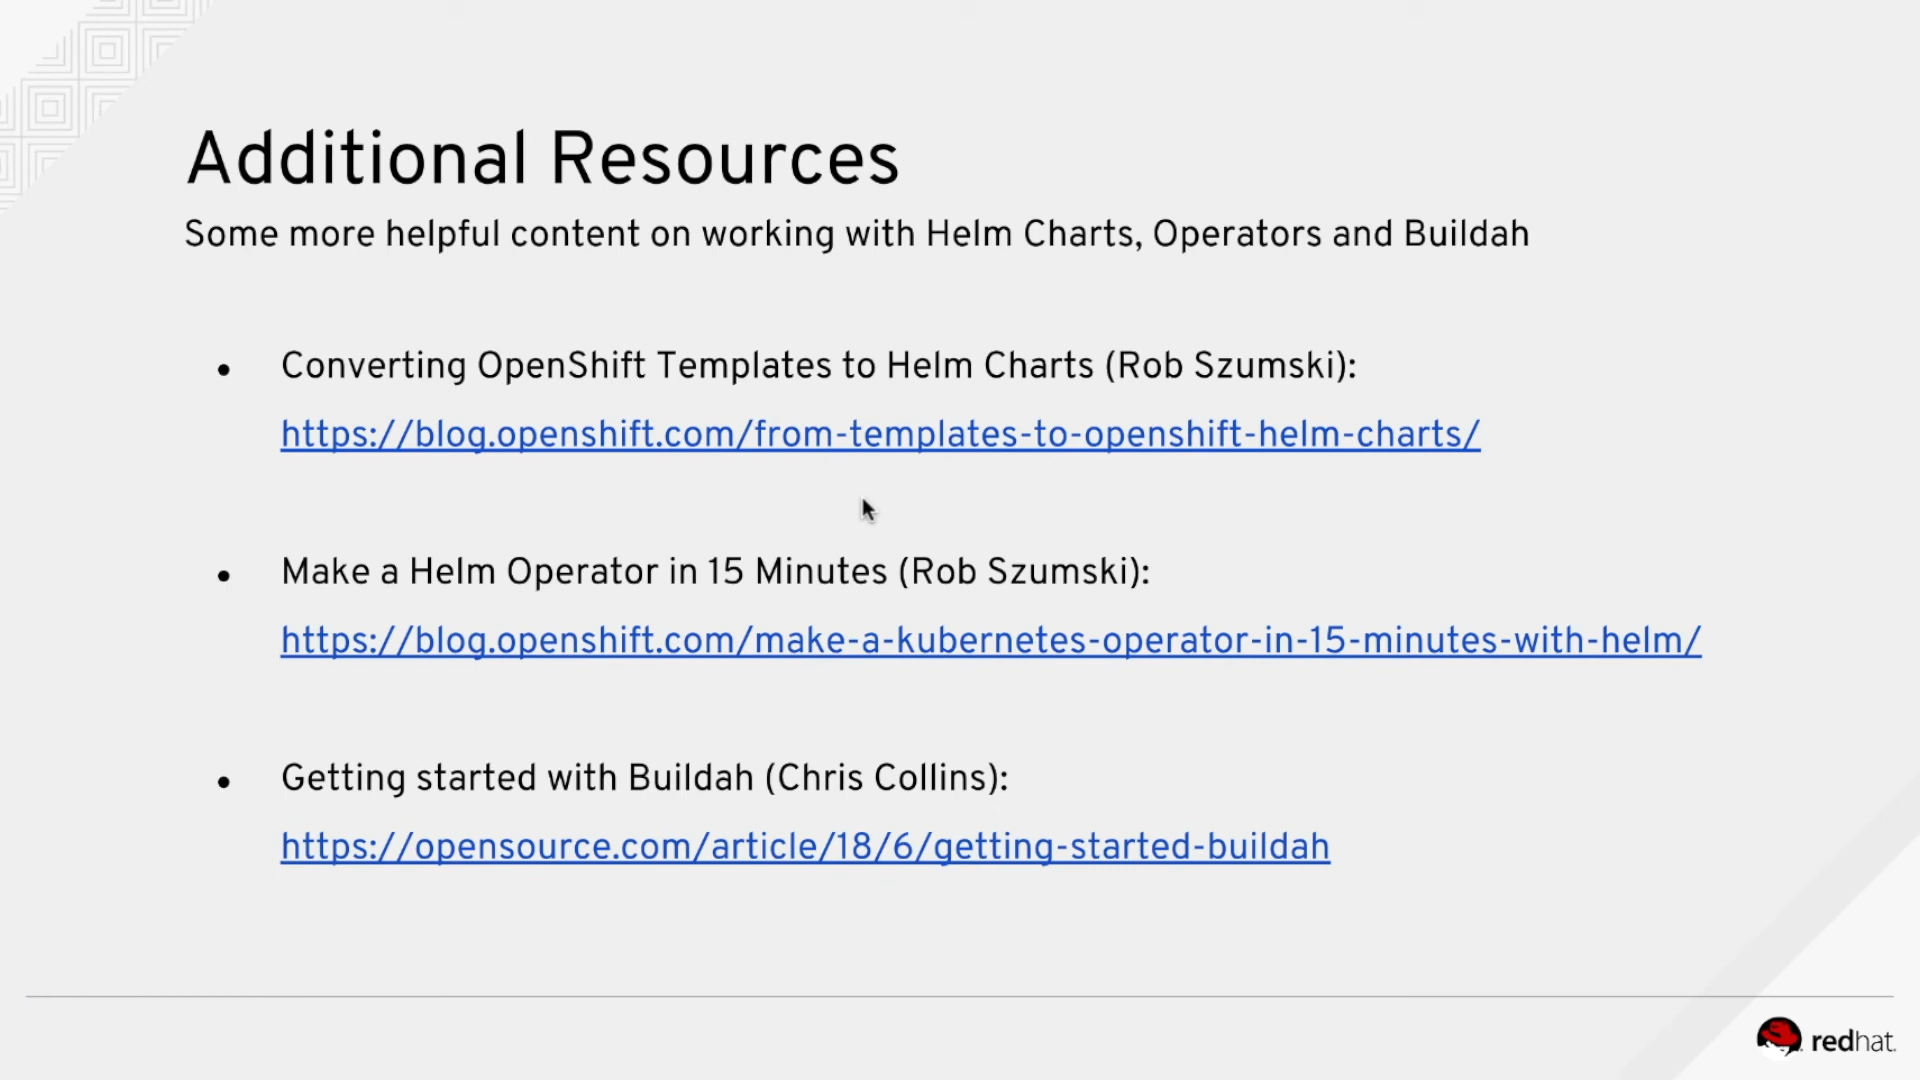 Additional Resources
Some more helpful content on working with Helm Charts, Operators and Buildah
● Converting OpenShift Templates to Helm Charts (Rob Szumski):
https://blog.openshift.com/from-templates-to-openshift-helm-charts/
● Make a Helm Operator in 15 Minutes (Rob Szumski):
https://blog.openshift.com/make-a-kubernetes-operator-in-15-minutes-with-helm/
● Getting started with Buildah (Chris Collins):
https://opensource.com/article/18/6/getting-started-buildah
redhat.